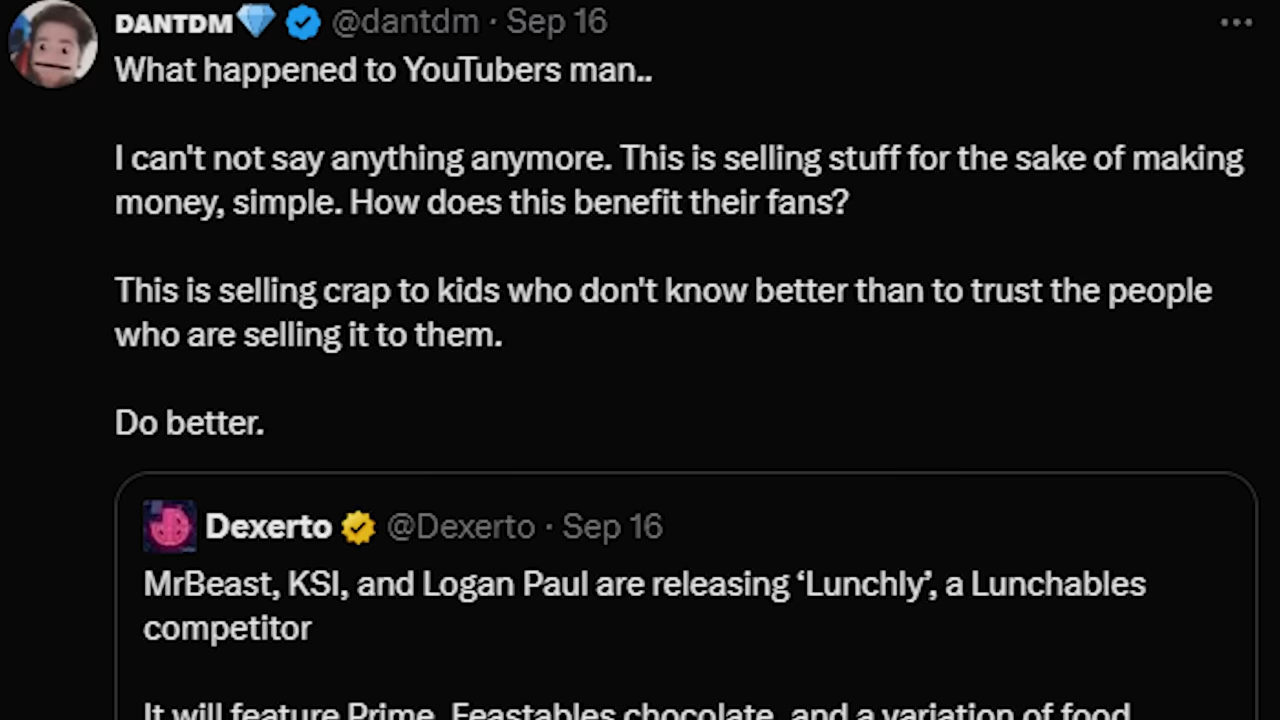 DANTDM💎 @dantdm · Sep 16
What happened to YouTubers man..
I can't not say anything anymore. This is selling stuff for the sake of making
money, simple. How does this benefit their fans?
This is selling crap to kids who don't know better than to trust the people
who are selling it to them.
Do better.
Dexerto @Dexerto · Sep 16
MrBeast, KSI, and Logan Paul are releasing ‘Lunchly’, a Lunchables
competitor
It will feature Prime, Feastables chocolate, and a variation of food